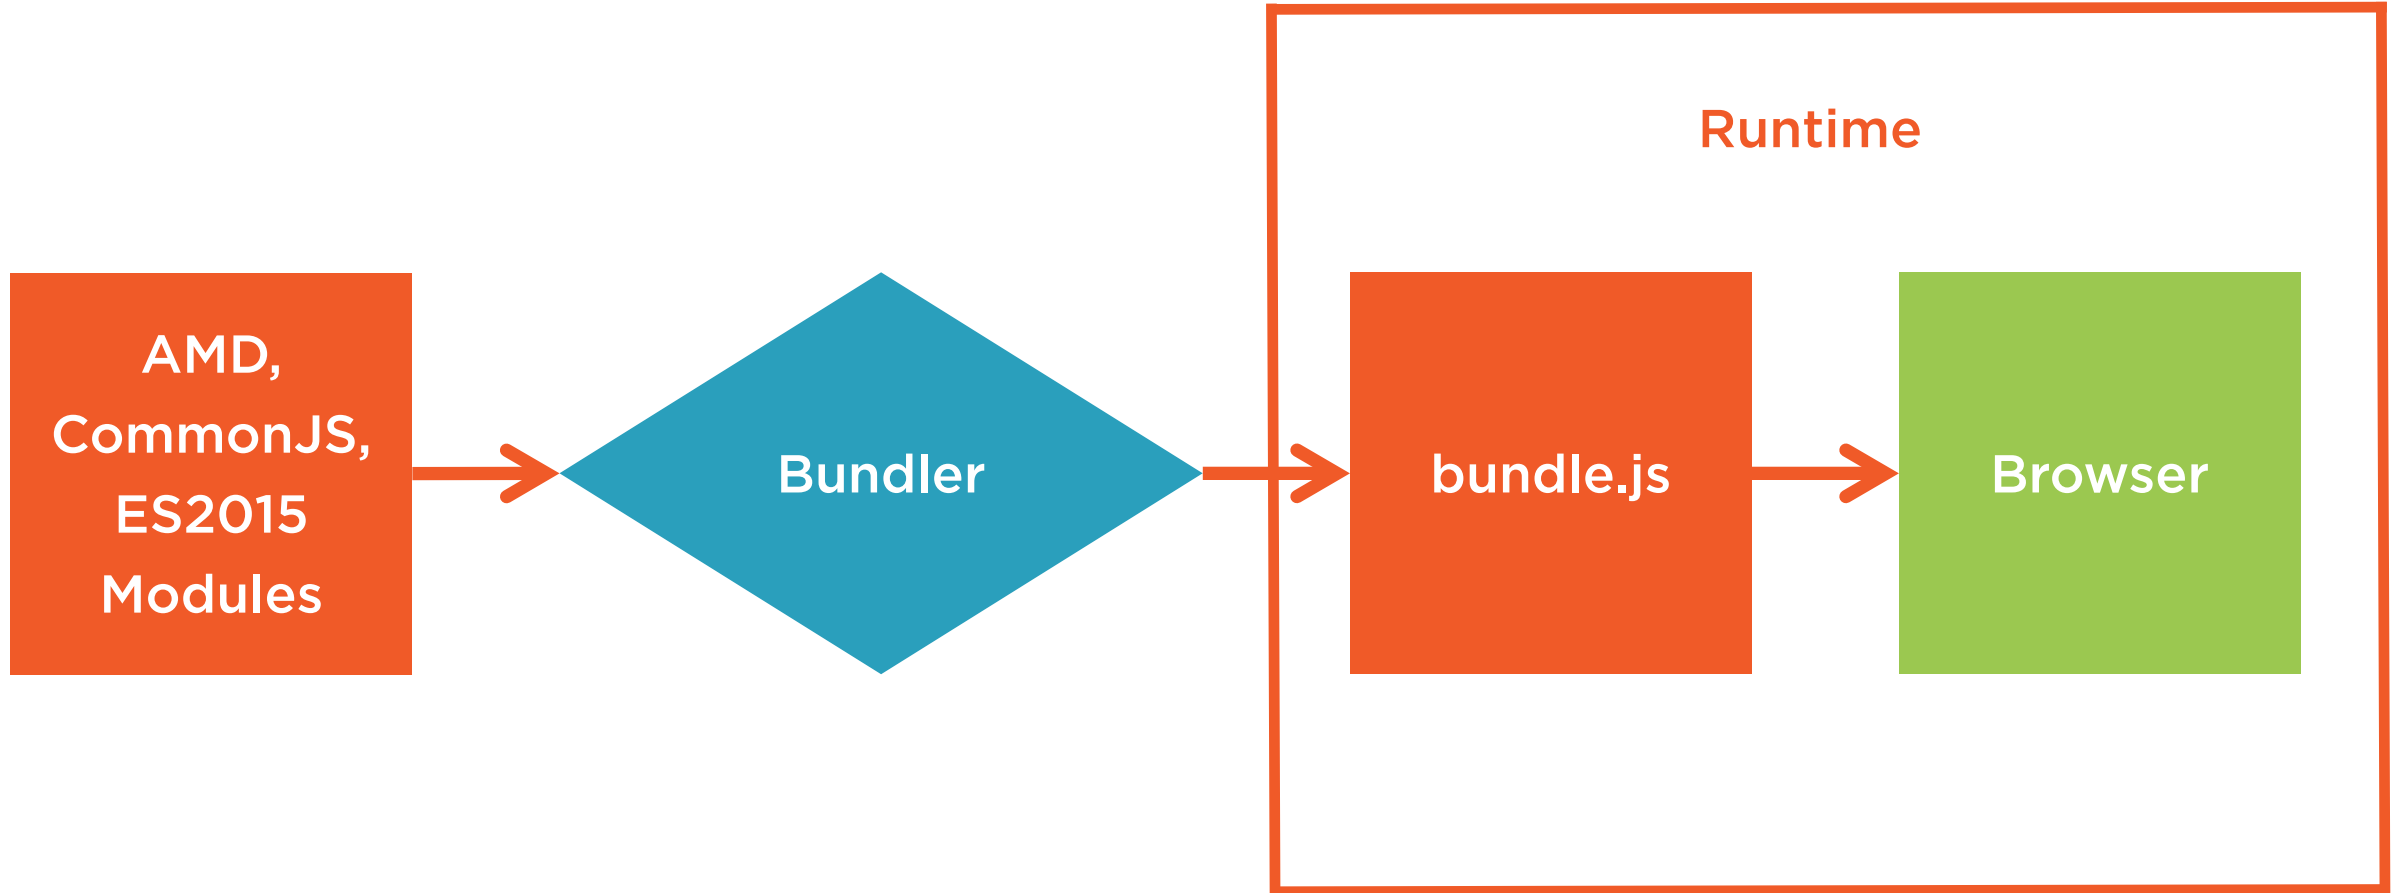 Runtime
AMD,
CommonJS,
ES2015
Modules
Bundler
bundle.js
Browser